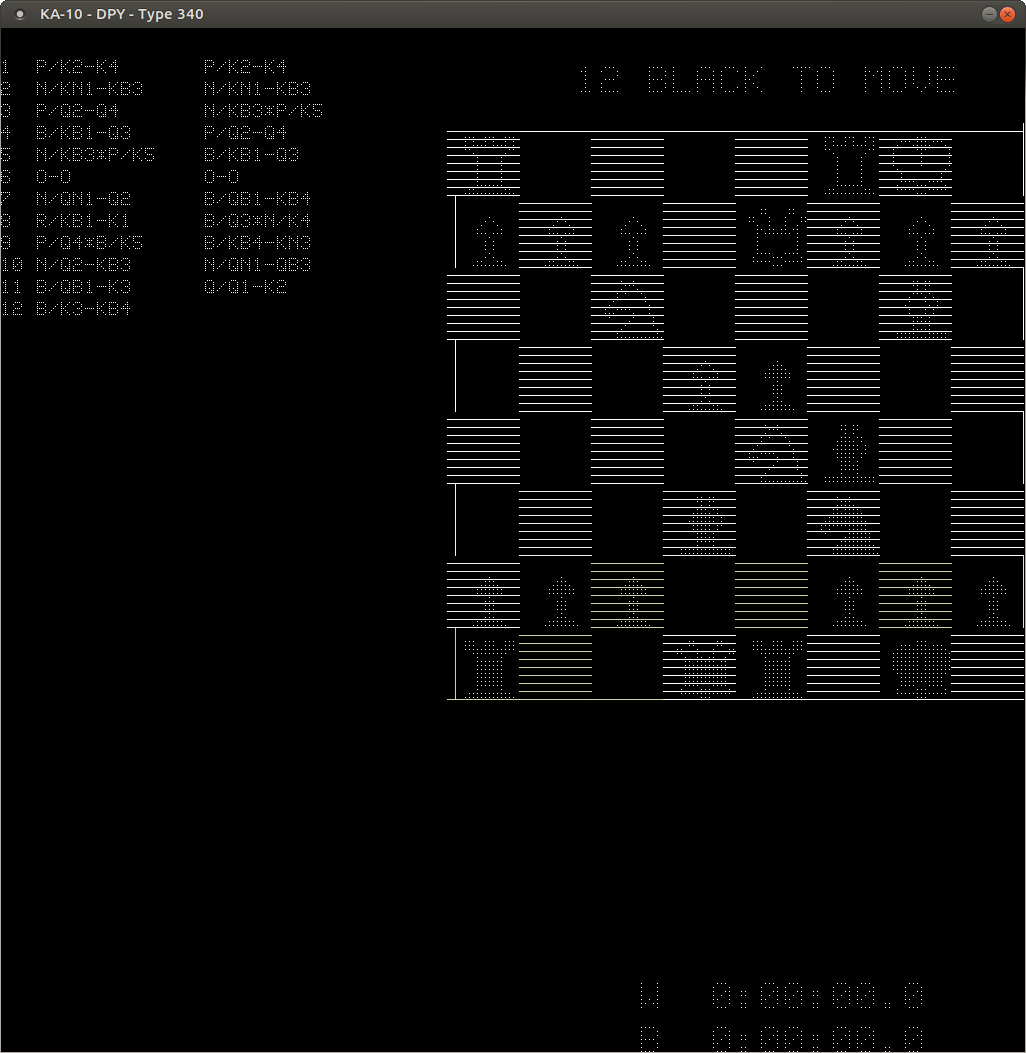 KA-10 - DPY - Type 340
12 BLACK TO MOVE
1 P/K2-K4 P/K2-K4
2 N/KN1-KB3 N/KN1-KB3
3 P/Q2-Q4 N/KB3*P/K5
4 B/KB1-Q3 P/Q2-Q4
5 N/KB3*P/K5 B/KB1-Q3
6 O-O O-O
7 N/QN1-Q2 B/QB1-KB4
8 R/KB1-K1 B/Q3*N/K4
9 P/Q4*B/K5 B/KB4-KN3
10 N/Q2-KB3 N/QN1-QB3
11 B/QB1-K3 Q/Q1-K2
12 B/K3-KB4
W 0:00:00.0
B 0:00:00.0